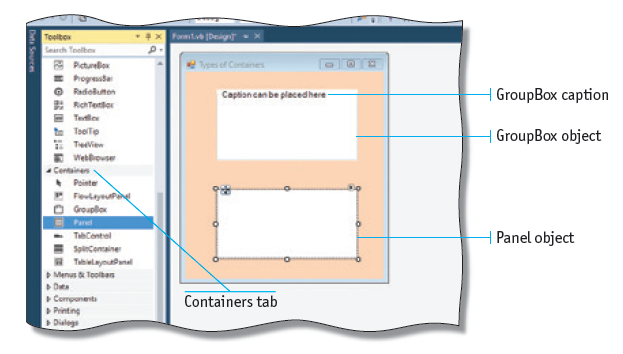 Data Sources
Toolbox
Search Toolbox
PictureBox
ProgressBar
RadioButton
RichTextBox
TextBox
ToolTip
TreeView
WebBrowser
Containers
Pointer
FlowLayoutPanel
GroupBox
Panel
TabControl
SplitContainer
TableLayoutPanel
Menus & Toolbars
Data
Components
Printing
Dialogs
Form1.vb [Design]*
Types of Containers
Caption can be placed here
GroupBox caption
GroupBox object
Panel object
Containers tab